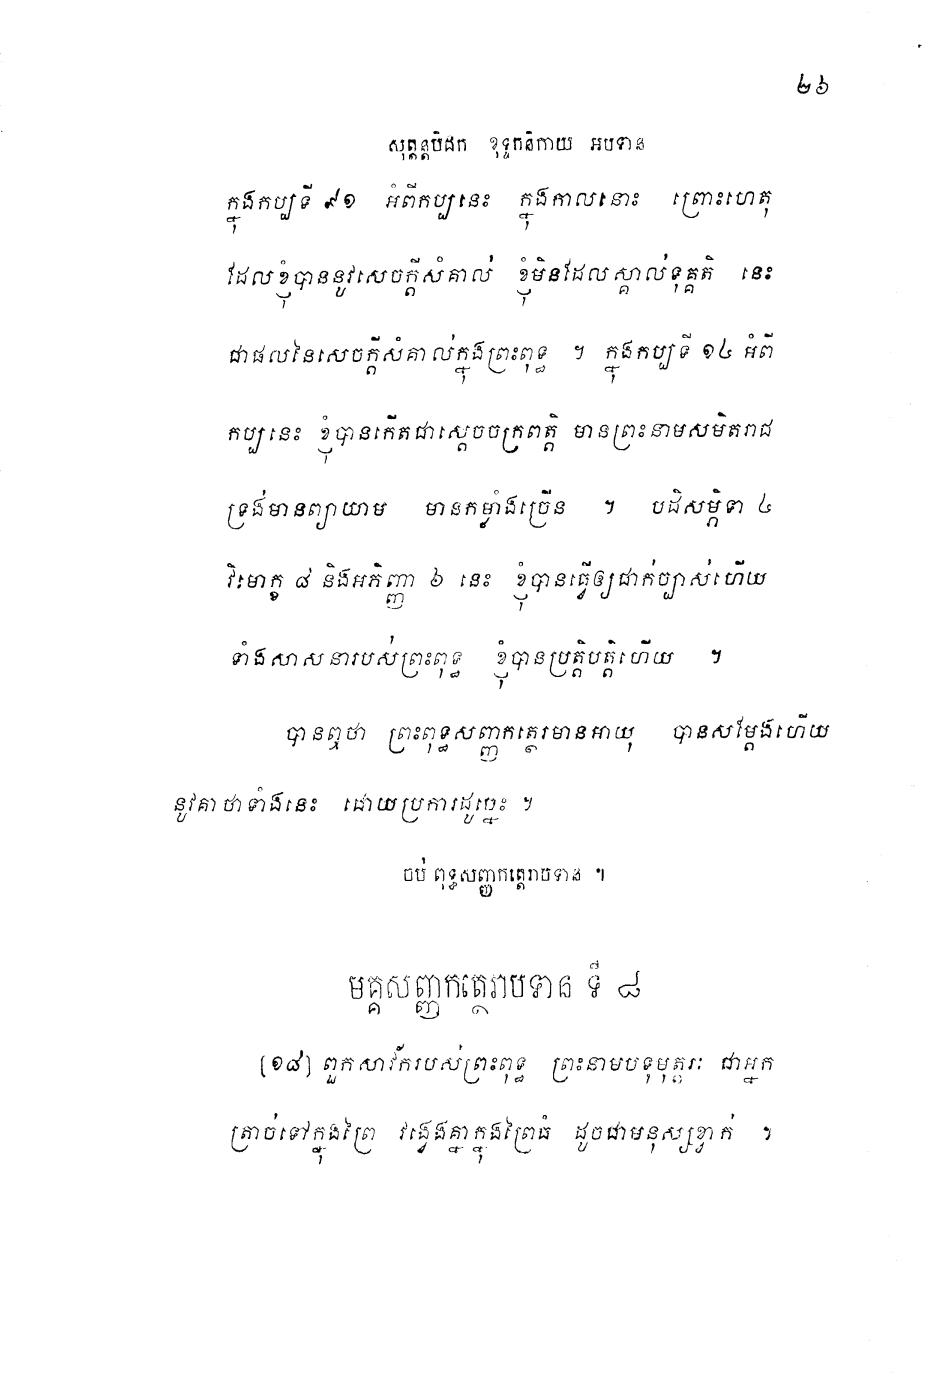 ២៦
សុត្តន្តបិដក ខុទ្ទកនិកាយ អបទាន
ក្នុងកប្បទី ៩១ អំពីកប្បនេះ ក្នុងកាលនោះ ព្រោះហេតុ
ដែលខ្ញុំបាននូវសេចក្តីសំគាល់ ខ្ញុំមិនដែលស្គាល់ទុគ្គតិ នេះ
ជាផលនៃសេចក្តីសំគាល់ក្នុងព្រះពុទ្ធ ។ ក្នុងកប្បទី ១៤ អំពី
កប្បនេះ ខ្ញុំបានកើតជាស្តេចចក្រពត្តិ មានព្រះនាមសមិតរាជ
ទ្រង់មានព្យាយាម មានកម្លាំងច្រើន ។ បដិសម្ភិទា ៤
វិមោក្ខ ៨ និងអភិញ្ញា ៦ នេះ ខ្ញុំបានធ្វើឲ្យជាក់ច្បាស់ហើយ
ទាំងសាសនារបស់ព្រះពុទ្ធ ខ្ញុំបានប្រតិ្តបត្តិហើយ ។
បានឮថា ព្រះពុទ្ធសញ្ញកត្ថេរមានអាយុ បានសម្តែងហើយ
នូវគាថាទាំងនេះ ដោយប្រការដូច្នេះ ។
ចប់ ពុទ្ធសញ្ញកត្ថេរាបទាន ។
មគ្គសញ្ញកត្ថេរាបទាន ទី ៨
[១៨] ពួកសាវ័ករបស់ព្រះពុទ្ធ ព្រះនាមបទុមុត្តរៈ ជាអ្នក
ត្រាច់ទៅក្នុងព្រៃ វង្វេងគ្នាក្នុងព្រៃធំ ដូចជាមនុស្សខ្វាក់ ។